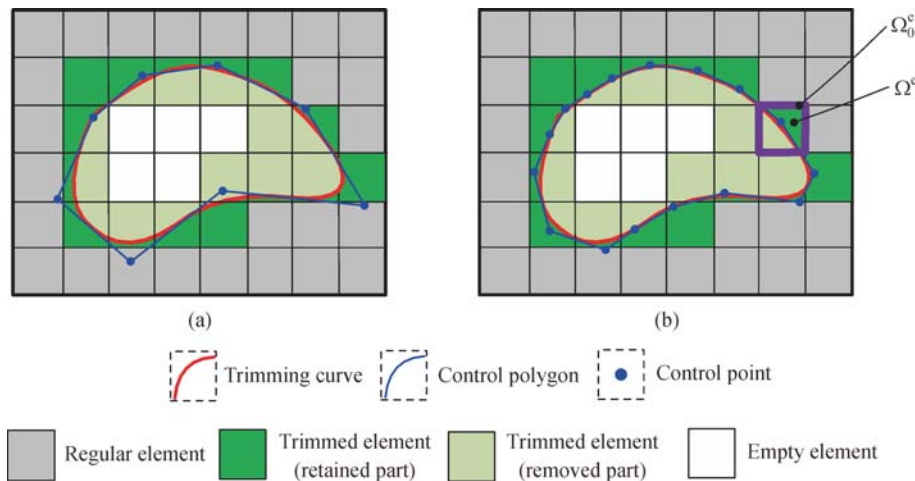 Ω₀ᵉ
Ωᵉ
(a)
(b)
Trimming curve
Control polygon
Control point
Regular element
Trimmed element
(retained part)
Trimmed element
(removed part)
Empty element